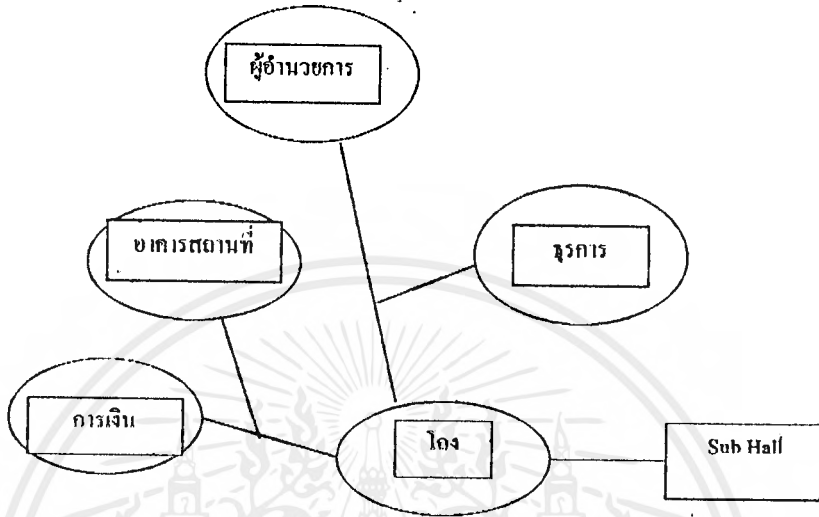 ผู้อำนวยการ
อาคารสถานที่
ธุรการ
การเงิน
โถง
Sub Hall